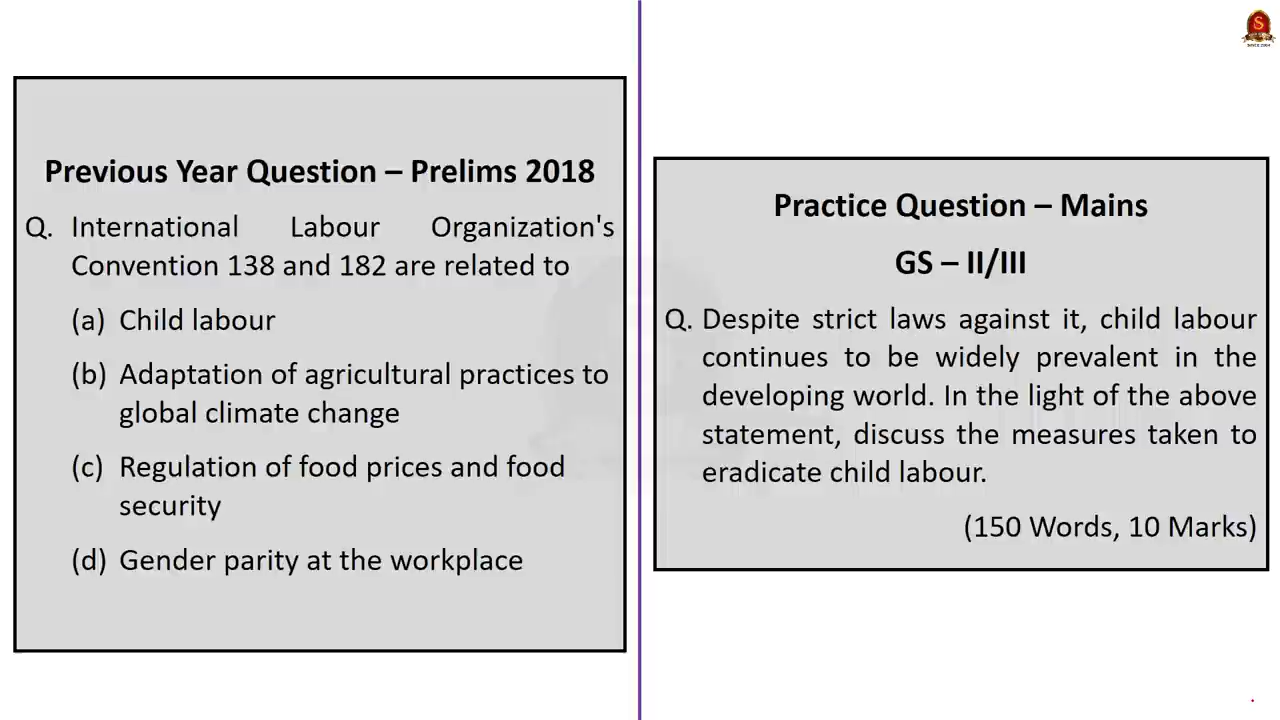 Previous Year Question – Prelims 2018
Q. International Labour Organization's
Convention 138 and 182 are related to
(a) Child labour
(b) Adaptation of agricultural practices to
global climate change
(c) Regulation of food prices and food
security
(d) Gender parity at the workplace
Practice Question – Mains
GS – II/III
Q. Despite strict laws against it, child labour
continues to be widely prevalent in the
developing world. In the light of the above
statement, discuss the measures taken to
eradicate child labour.
(150 Words, 10 Marks)